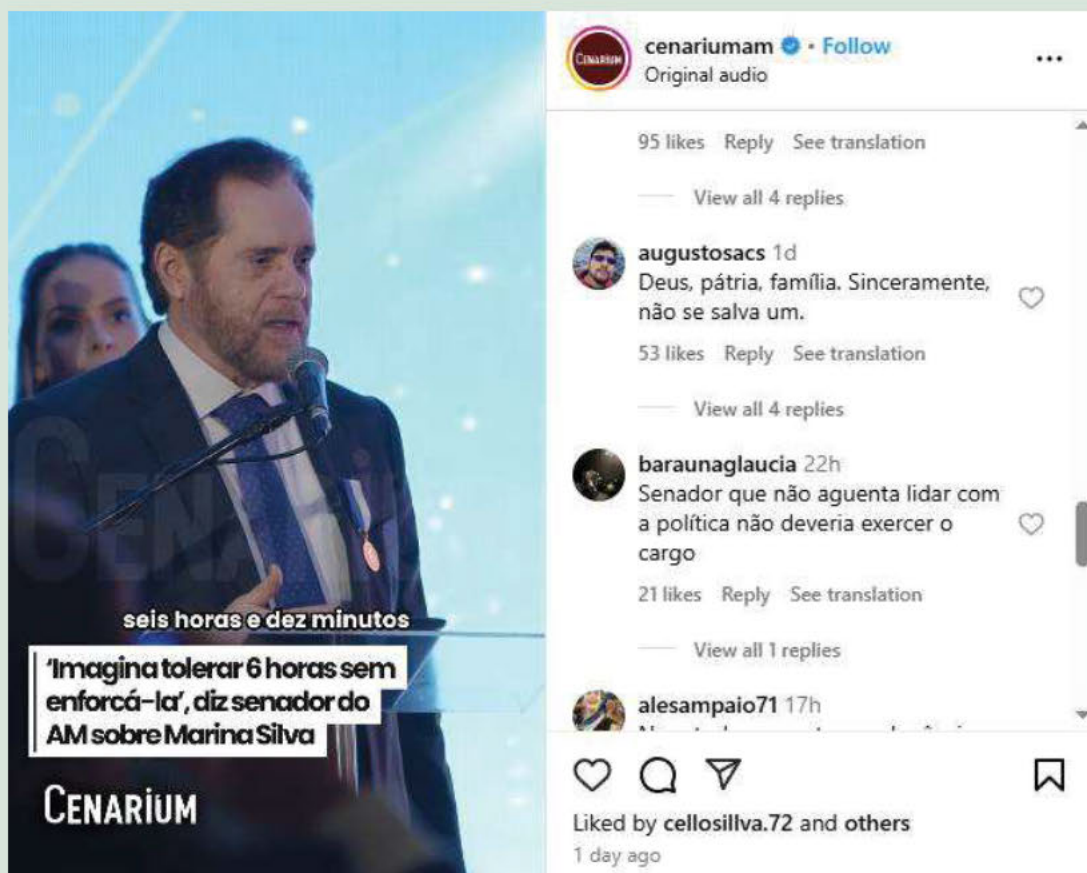 CENARIUM
seis horas e dez minutos
'Imagina tolerar 6 horas sem
enforcá-la', diz senador do
AM sobre Marina Silva
CENARIUM
cenariumam • Follow
Original audio
95 likes Reply See translation
View all 4 replies
augustosacs 1d
Deus, pátria, família. Sinceramente,
não se salva um.
53 likes Reply See translation
View all 4 replies
baraunaglaucia 22h
Senador que não aguenta lidar com
a política não deveria exercer o
cargo
21 likes Reply See translation
View all 1 replies
alesampaio71 17h
Liked by cellosillva.72 and others
1 day ago